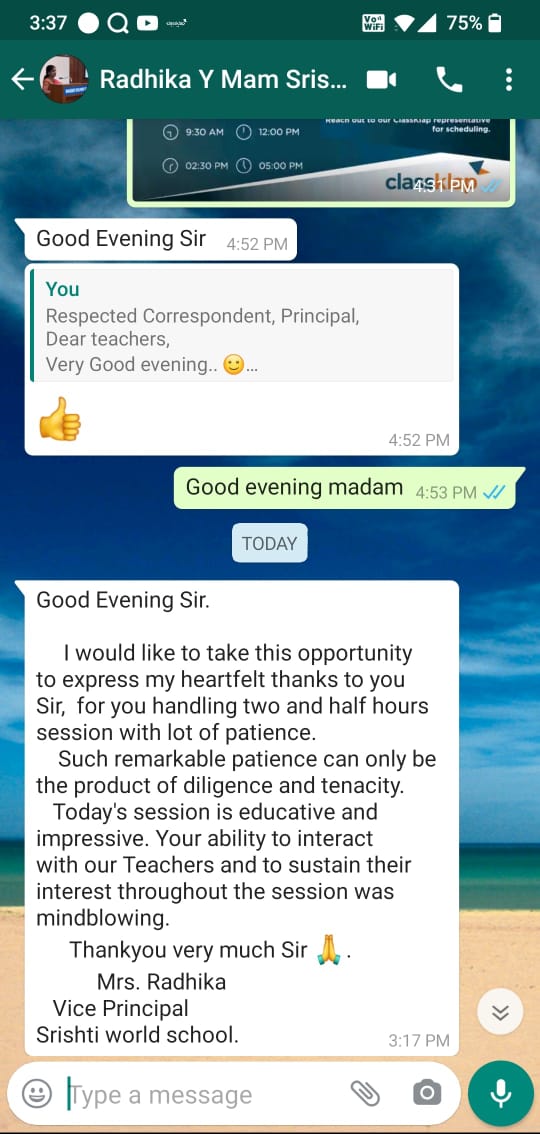 3:37
Vo))
WiFi
75%
Radhika Y Mam Sris...
Reach out to our ClassKlap representative
for scheduling.
9:30 AM 12:00 PM
02:30 PM 05:00 PM
classklap
4:31 PM
Good Evening Sir 4:52 PM
You
Respected Correspondent, Principal,
Dear teachers,
Very Good evening.. 🙂...
👍
4:52 PM
Good evening madam 4:53 PM
TODAY
Good Evening Sir.
I would like to take this opportunity
to express my heartfelt thanks to you
Sir, for you handling two and half hours
session with lot of patience.
Such remarkable patience can only be
the product of diligence and tenacity.
Today's session is educative and
impressive. Your ability to interact
with our Teachers and to sustain their
interest throughout the session was
mindblowing.
Thankyou very much Sir 🙏.
Mrs. Radhika
Vice Principal
Srishti world school.
3:17 PM
Type a message